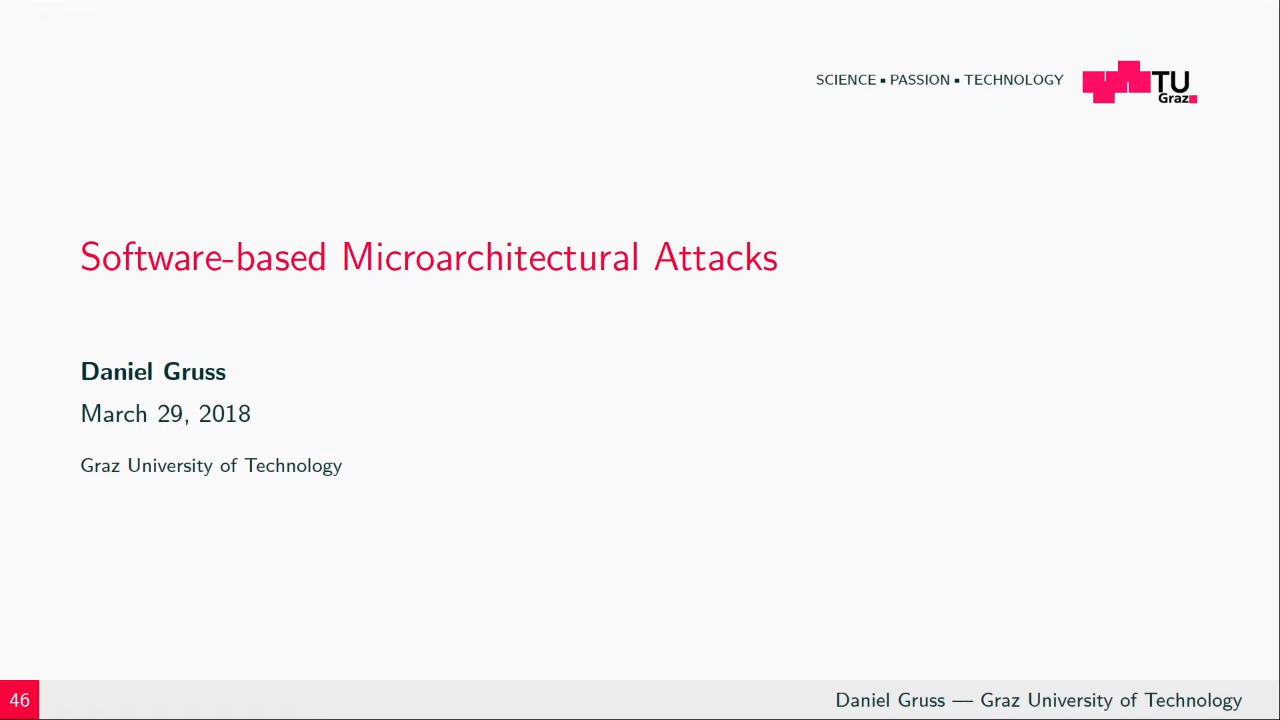 SCIENCE ▪ PASSION ▪ TECHNOLOGY
TU
Graz
Software-based Microarchitectural Attacks
Daniel Gruss
March 29, 2018
Graz University of Technology
46
Daniel Gruss — Graz University of Technology